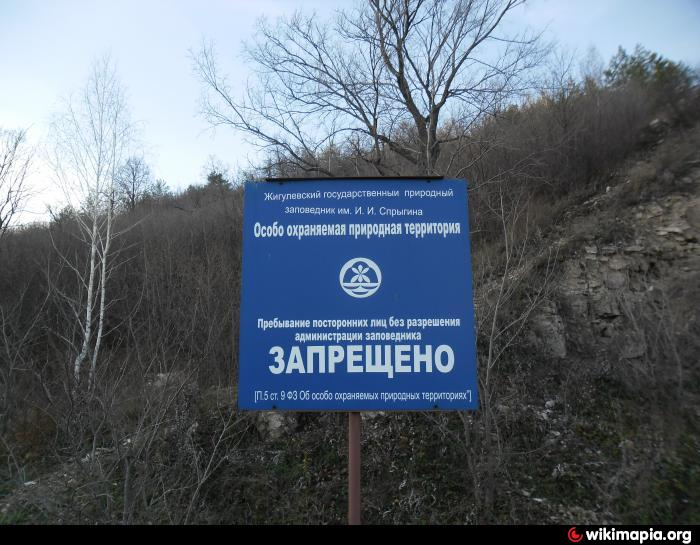 Жигулевский государственный природный
заповедник им. И. И. Спрыгина
Особо охраняемая природная территория
Пребывание посторонних лиц без разрешения
администрации заповедника
ЗАПРЕЩЕНО
[П.5 ст. 9 ФЗ Об особо охраняемых природных территориях"]
wikimapia.org